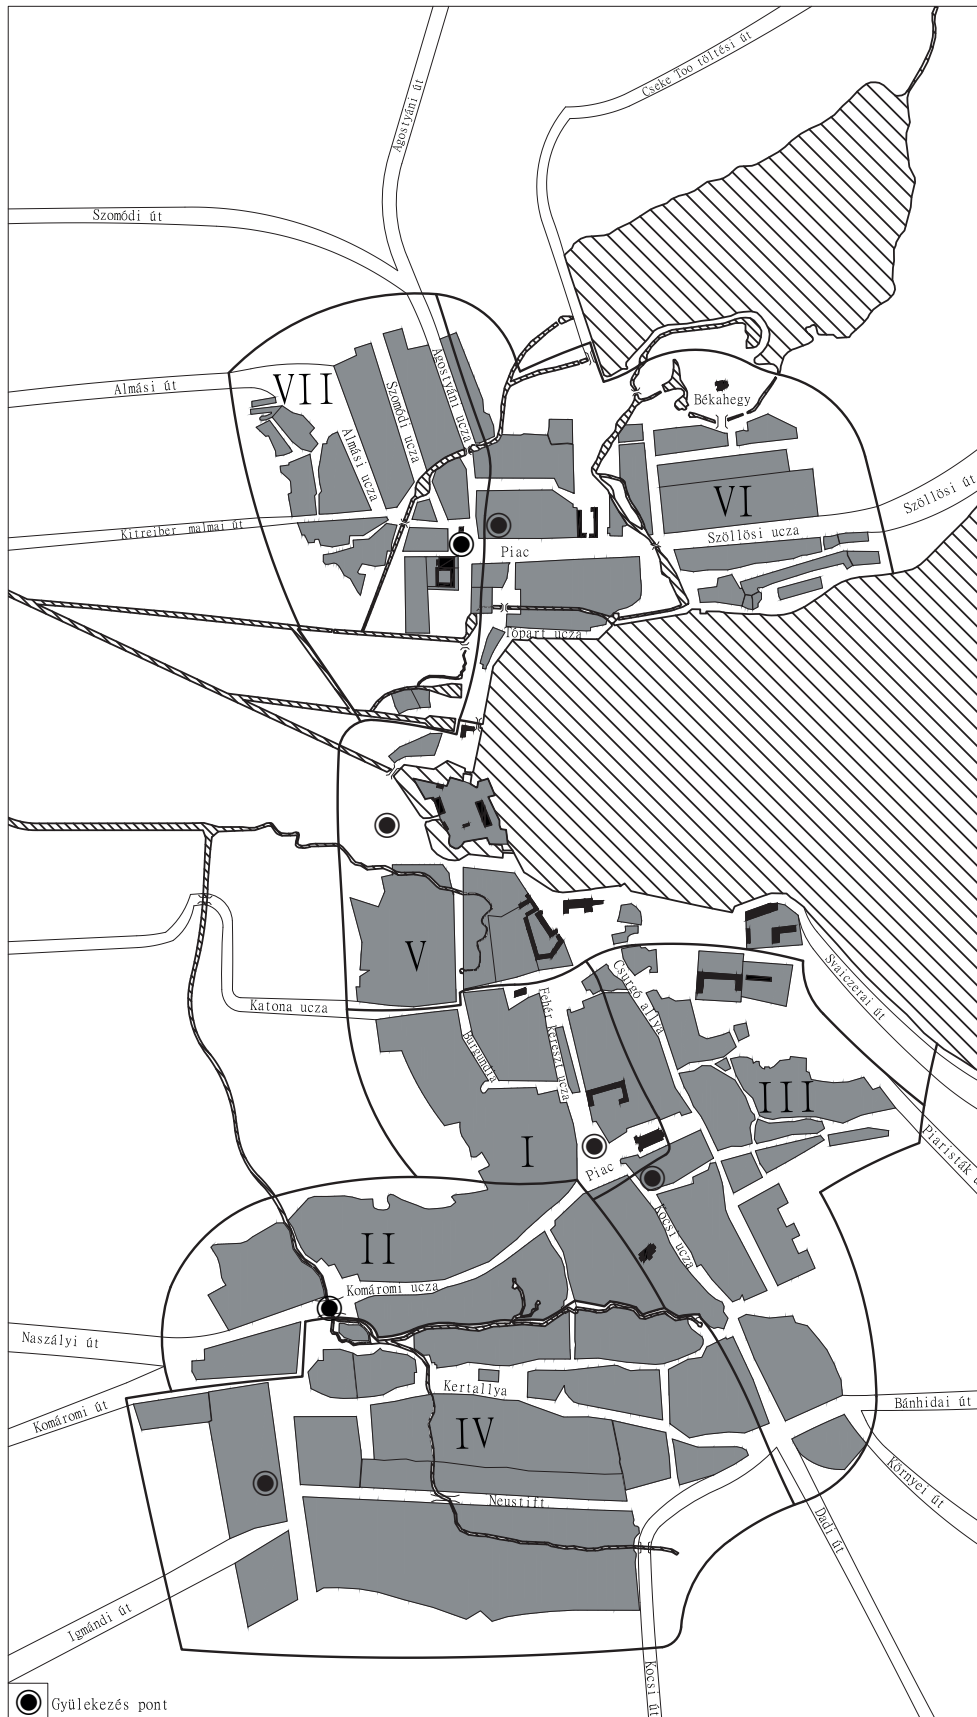 Cseke Too töltési út
Agostyáni út
Szomódi út
VII
Almási út
Agostyáni ucza
Szomódi ucza
Almási ucza
Békahegy
VI
Szöllösi út
Szöllösi ucza
Kitreiber malmai út
Piac
Tópart ucza
V
Katona ucza
Burgundia
Fehér kereszt ucza
Csurgó allya
Svaiczerai út
III
I
Piac
Piaristák
Kocsi ucza
II
Komáromi ucza
Naszályi út
Komáromi út
Kertallya
IV
Bánhidai út
Környei út
Neustift
Dadi út
Igmándi út
Kocsi út
Gyülekezés pont